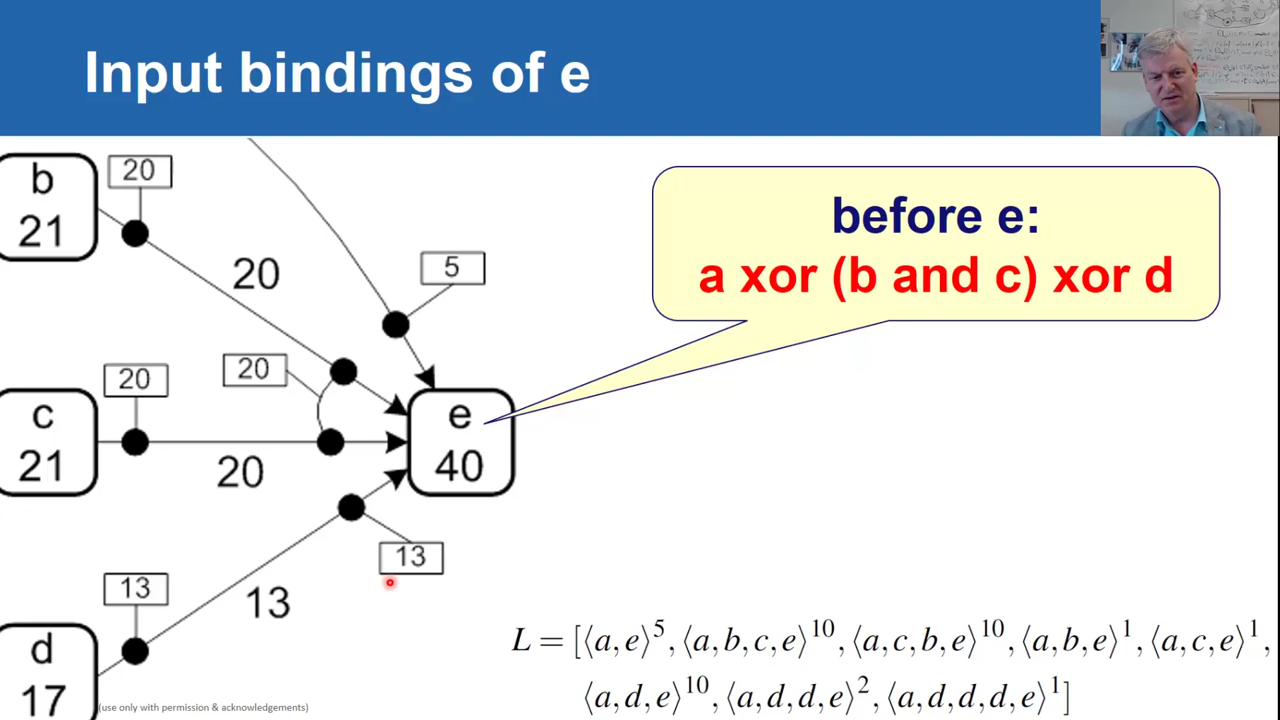 Input bindings of e
b
21
20
20
5
before e:
a xor (b and c) xor d
c
21
20
20
20
e
40
13
d
17
13
13
L = [⟨a,e⟩⁵, ⟨a,b,c,e⟩¹⁰, ⟨a,c,b,e⟩¹⁰, ⟨a,b,e⟩¹, ⟨a,c,e⟩¹,
⟨a,d,e⟩¹⁰, ⟨a,d,d,e⟩², ⟨a,d,d,d,e⟩¹]
(use only with permission & acknowledgements)